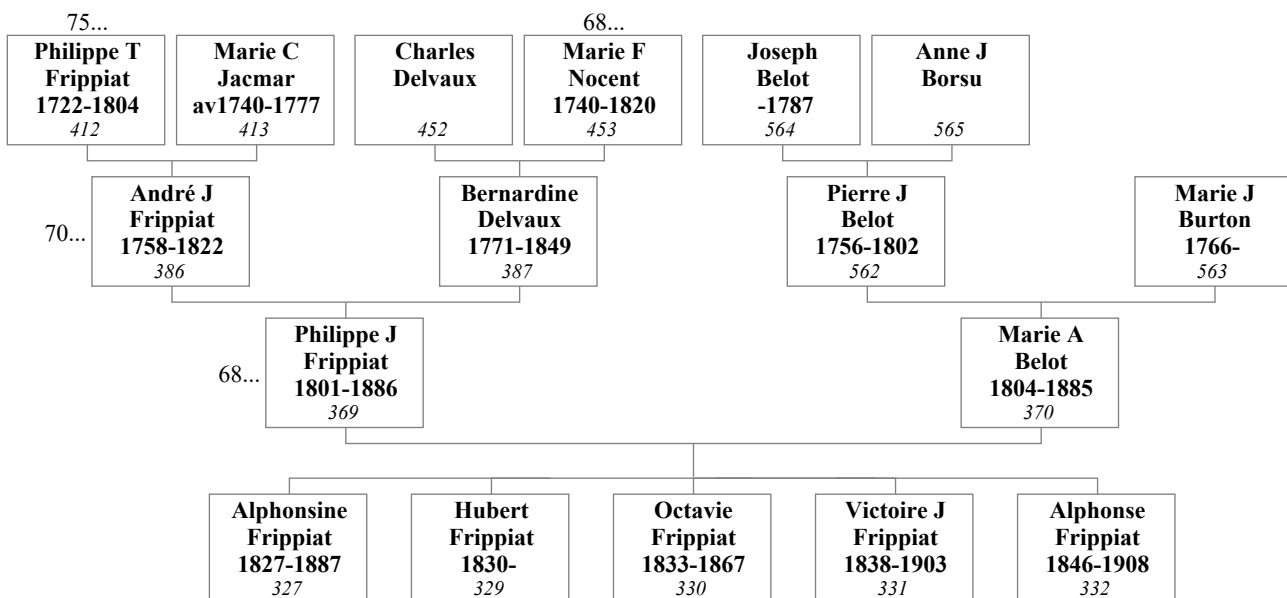 75...
68...
Philippe T
Frippiat
1722-1804
412
Marie C
Jacmar
av1740-1777
413
Charles
Delvaux
452
Marie F
Nocent
1740-1820
453
Joseph
Belot
-1787
564
Anne J
Borsu
565
70...
André J
Frippiat
1758-1822
386
Bernardine
Delvaux
1771-1849
387
Pierre J
Belot
1756-1802
562
Marie J
Burton
1766-
563
68...
Philippe J
Frippiat
1801-1886
369
Marie A
Belot
1804-1885
370
Alphonsine
Frippiat
1827-1887
327
Hubert
Frippiat
1830-
329
Octavie
Frippiat
1833-1867
330
Victoire J
Frippiat
1838-1903
331
Alphonse
Frippiat
1846-1908
332